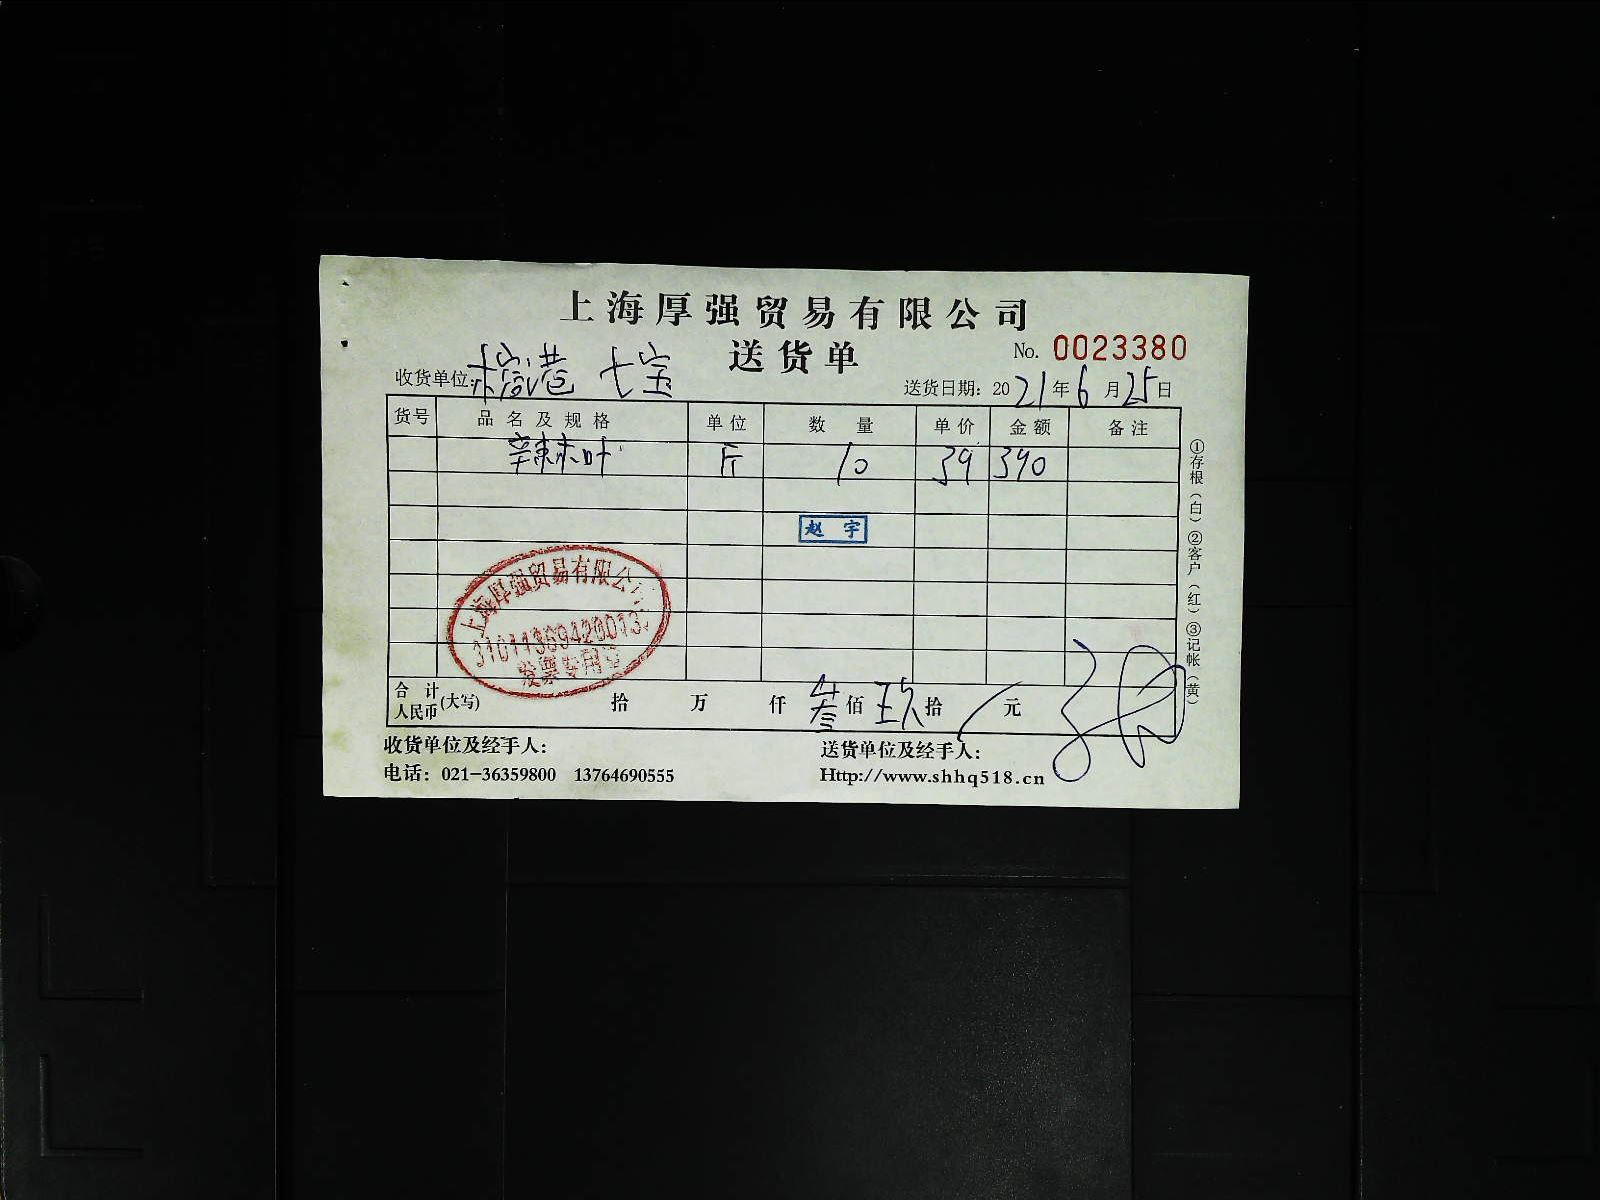 上海厚强贸易有限公司
送货单
No. 0023380
收货单位: 港 七宝
送货日期: 2021年6月25日
货号 品名及规格 单位 数量 单价 金额 备注
辣木叶 斤 10 39 390
赵宇
上海厚强贸易有限公
发票专用章
合计人民币(大写) 拾 万 仟 叁佰 玖拾 / 元
①存根(白)②客户(红)③记帐(黄)
收货单位及经手人: 送货单位及经手人:
电话: 021-36359800 13764690555 Http://www.shhq518.cn